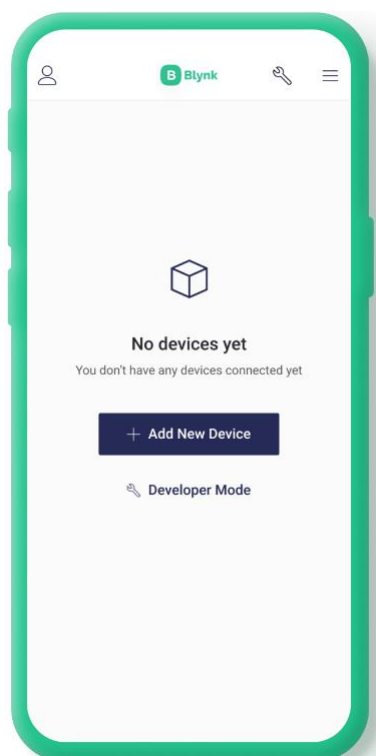 B Blynk
No devices yet
You don't have any devices connected yet
+ Add New Device
Developer Mode